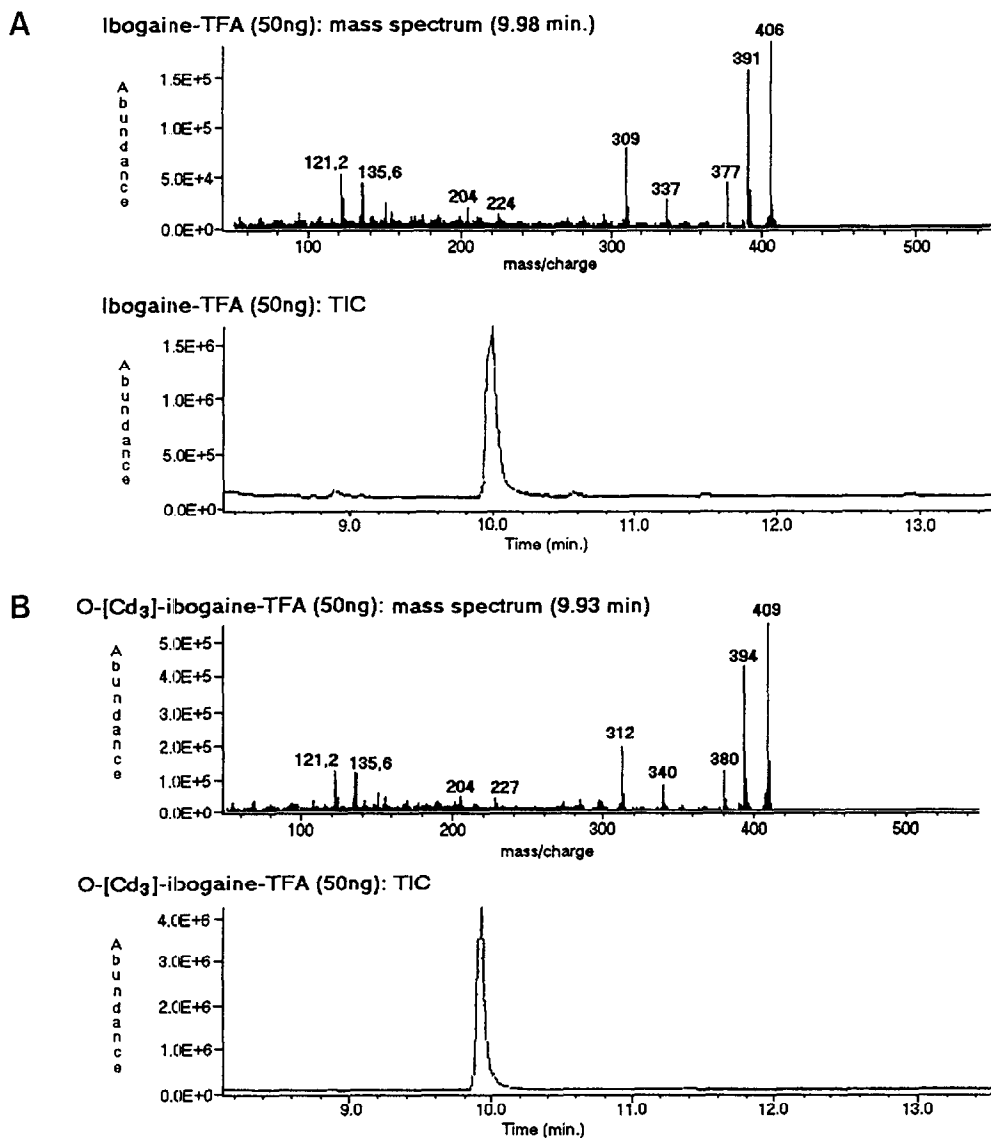 A
Ibogaine-TFA (50ng): mass spectrum (9.98 min.)
Abundance
1.5E+5
1.0E+5
5.0E+4
0.0E+0
121,2
135,6
204
224
309
337
377
391
406
100
200
300
400
500
mass/charge
Ibogaine-TFA (50ng): TIC
Abundance
1.5E+6
1.0E+6
5.0E+5
0.0E+0
9.0
10.0
11.0
12.0
13.0
Time (min.)
B
O-[Cd3]-ibogaine-TFA (50ng): mass spectrum (9.93 min)
Abundance
5.0E+5
4.0E+5
3.0E+5
2.0E+5
1.0E+5
0.0E+0
121,2
135,6
204
227
312
340
380
394
409
100
200
300
400
500
mass/charge
O-[Cd3]-ibogaine-TFA (50ng): TIC
Abundance
4.0E+6
3.0E+6
2.0E+6
1.0E+6
0.0E+0
9.0
10.0
11.0
12.0
13.0
Time (min.)